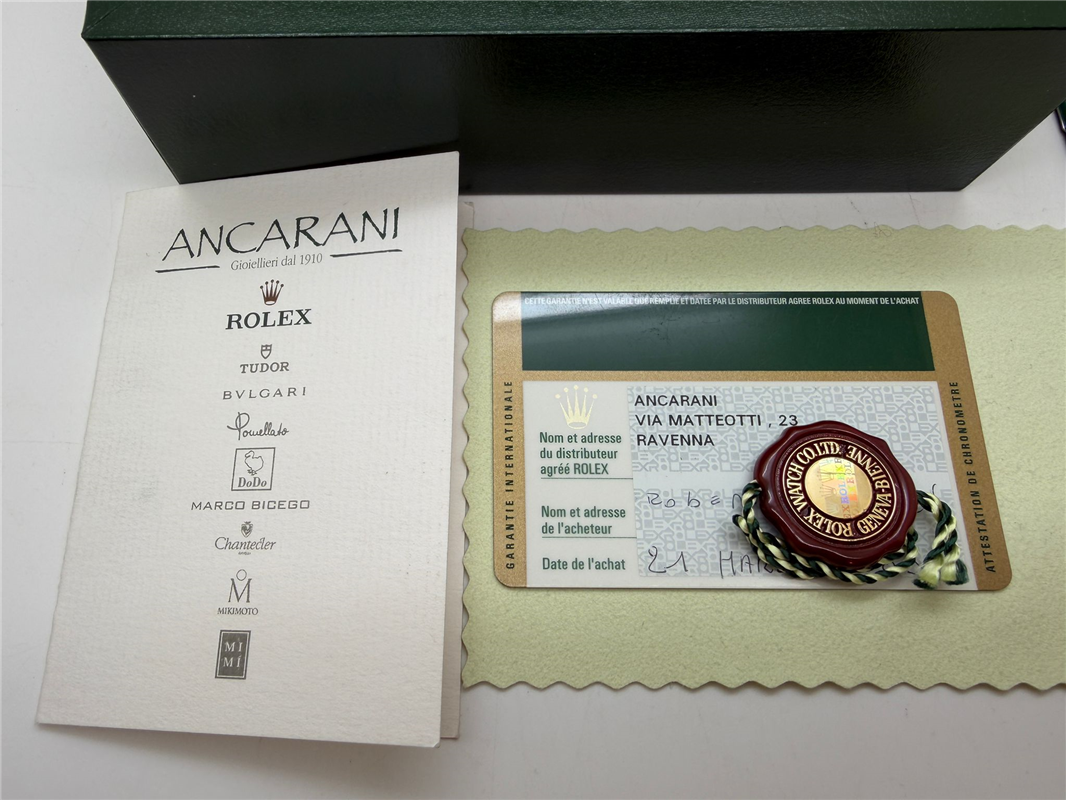 ANCARANI
Gioiellieri dal 1910
ROLEX
TUDOR
BVLGARI
Pomellato
DoDo
MARCO BICEGO
Chantecler
MIKIMOTO
MI
MÍ
CETTE GARANTIE N'EST VALABLE QUE REMPLIE ET DATEE PAR LE DISTRIBUTEUR AGREE ROLEX AU MOMENT DE L'ACHAT
GARANTIE INTERNATIONALE
ANCARANI
VIA MATTEOTTI , 23
RAVENNA
Nom et adresse
du distributeur
agréé ROLEX
Nom et adresse
de l'acheteur
Date de l'achat
21
ATTESTATION DE CHRONOMETRE
ROLEX WATCH CO LTD.
GENEVA-BIENNE